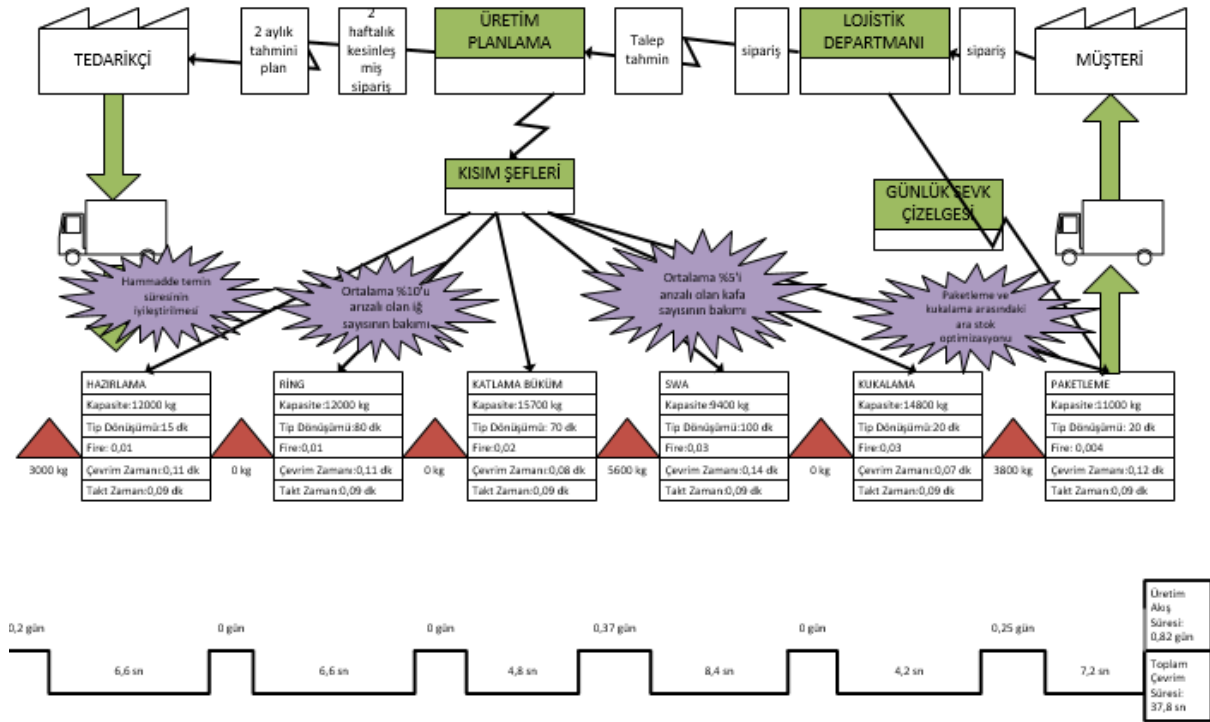 TEDARİKÇİ
2 aylık
tahmini
plan
2
haftalık
kesinleş
miş
sipariş
ÜRETİM
PLANLAMA
Talep
tahmin
sipariş
LOJİSTİK
DEPARTMANI
sipariş
MÜŞTERİ
KISIM ŞEFLERİ
GÜNLÜK SEVK
ÇİZELGESİ
Hammadde temin
süresinin
iyileştirilmesi
Ortalama %10'u
arızalı olan iğ
sayısının bakımı
Ortalama %5'i
arızalı olan kafa
sayısının bakımı
Paketleme ve
kukalama arasındaki
ara stok
optimizasyonu
HAZIRLAMA
Kapasite:12000 kg
Tip Dönüşümü:15 dk
Fire:0,01
Çevrim Zamanı:0,11 dk
Takt Zaman:0,09 dk
RİNG
Kapasite:12000 kg
Tip Dönüşümü:80 dk
Fire:0,01
Çevrim Zamanı:0,11 dk
Takt Zaman:0,09 dk
KATLAMA BÜKÜM
Kapasite:15700 kg
Tip Dönüşümü: 70 dk
Fire:0,02
Çevrim Zamanı:0,08 dk
Takt Zaman:0,09 dk
SWA
Kapasite:9400 kg
Tip Dönüşümü:100 dk
Fire:0,03
Çevrim Zamanı:0,14 dk
Takt Zaman:0,09 dk
KUKALAMA
Kapasite:14800 kg
Tip Dönüşümü:20 dk
Fire:0,03
Çevrim Zamanı:0,07 dk
Takt Zaman:0,09 dk
PAKETLEME
Kapasite:11000 kg
Tip Dönüşümü: 20 dk
Fire: 0,004
Çevrim Zamanı:0,12 dk
Takt Zaman:0,09 dk
3000 kg
0 kg
0 kg
5600 kg
0 kg
3800 kg
0,2 gün
0 gün
0 gün
0,37 gün
0 gün
0,25 gün
6,6 sn
6,6 sn
4,8 sn
8,4 sn
4,2 sn
7,2 sn
Üretim
Akış
Süresi:
0,82 gün
Toplam
Çevrim
Süresi:
37,8 sn